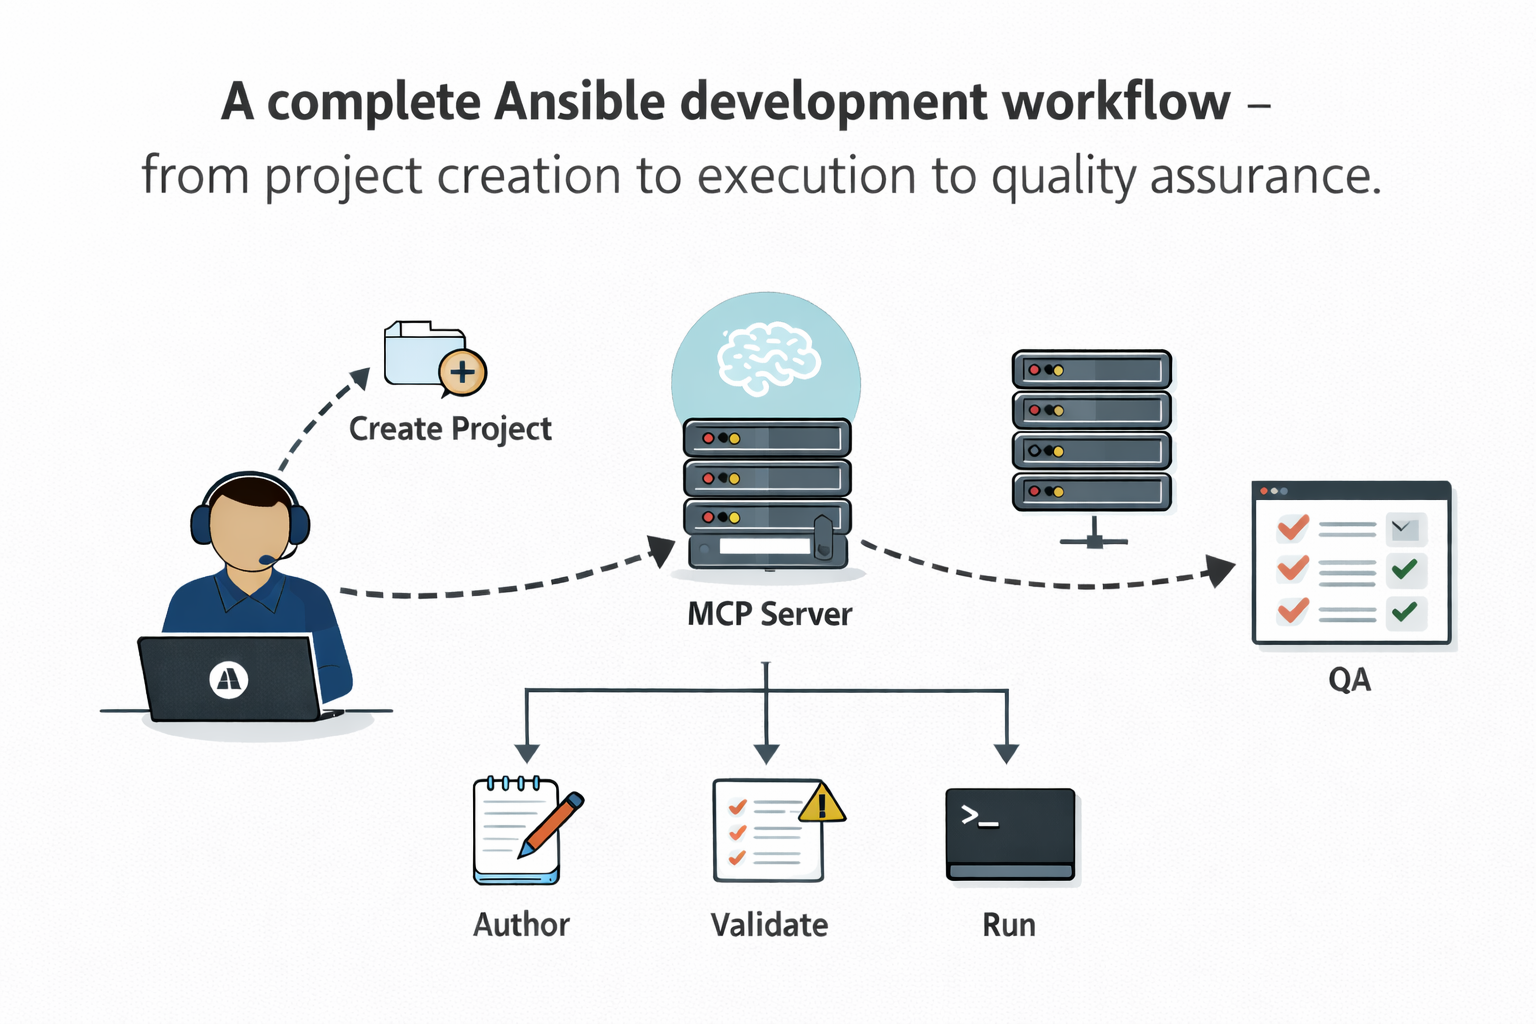 A complete Ansible development workflow –
from project creation to execution to quality assurance.
Create Project
MCP Server
QA
>_
Author
Validate
Run